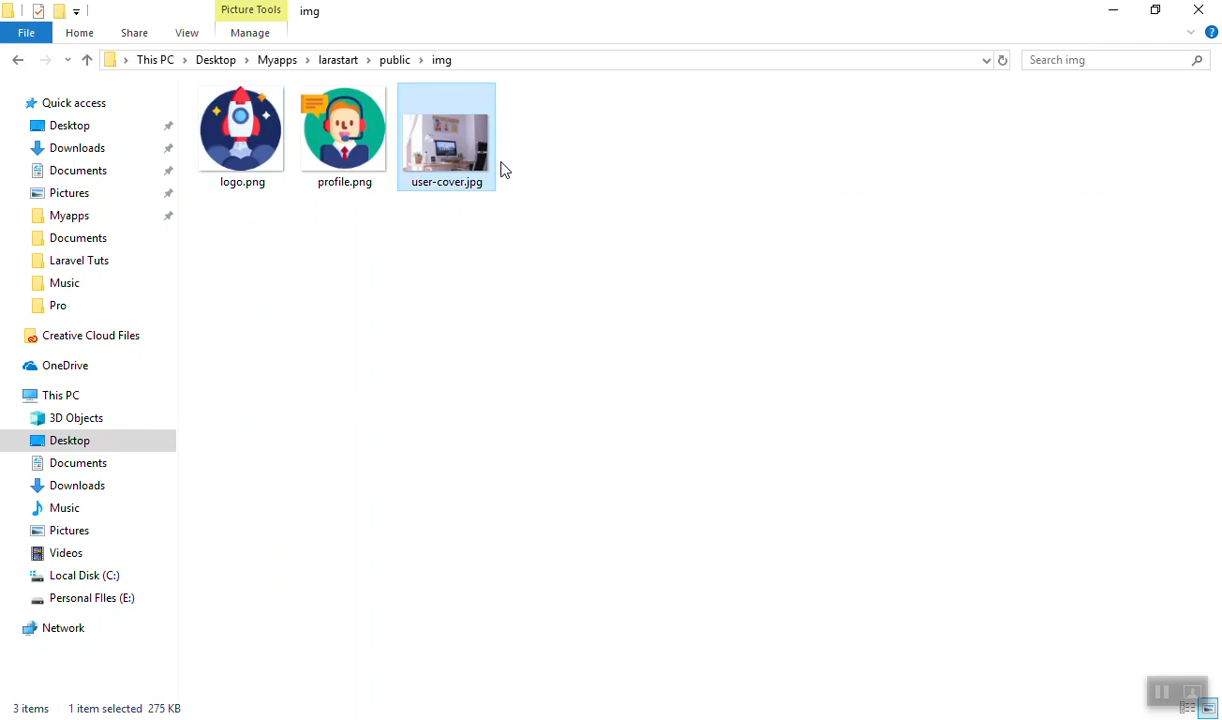 Picture Tools
img
File
Home
Share
View
Manage
This PC
Desktop
Myapps
larastart
public
img
Search img
Quick access
Desktop
Downloads
Documents
Pictures
Myapps
Documents
Laravel Tuts
Music
Pro
Creative Cloud Files
OneDrive
This PC
3D Objects
Desktop
Documents
Downloads
Music
Pictures
Videos
Local Disk (C:)
Personal FIles (E:)
Network
logo.png
profile.png
user-cover.jpg
3 items
1 item selected 275 KB